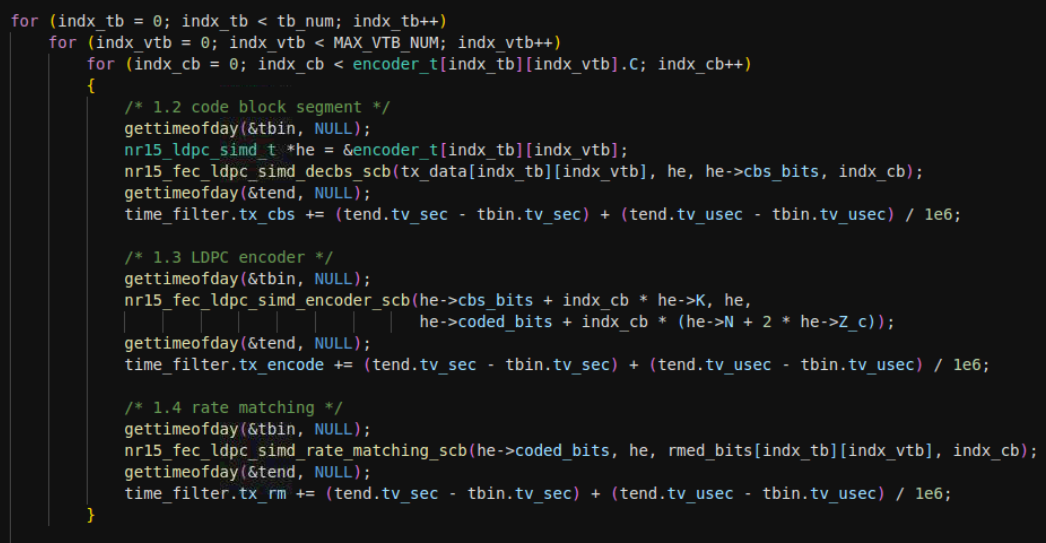 for (indx_tb = 0; indx_tb < tb_num; indx_tb++)
for (indx_vtb = 0; indx_vtb < MAX_VTB_NUM; indx_vtb++)
for (indx_cb = 0; indx_cb < encoder_t[indx_tb][indx_vtb].C; indx_cb++)
{
/* 1.2 code block segment */
gettimeofday(&tbin, NULL);
nr15_ldpc_simd_t *he = &encoder_t[indx_tb][indx_vtb];
nr15_fec_ldpc_simd_decbs_scb(tx_data[indx_tb][indx_vtb], he, he->cbs_bits, indx_cb);
gettimeofday(&tend, NULL);
time_filter.tx_cbs += (tend.tv_sec - tbin.tv_sec) + (tend.tv_usec - tbin.tv_usec) / 1e6;
/* 1.3 LDPC encoder */
gettimeofday(&tbin, NULL);
nr15_fec_ldpc_simd_encoder_scb(he->cbs_bits + indx_cb * he->K, he,
he->coded_bits + indx_cb * (he->N + 2 * he->Z_c));
gettimeofday(&tend, NULL);
time_filter.tx_encode += (tend.tv_sec - tbin.tv_sec) + (tend.tv_usec - tbin.tv_usec) / 1e6;
/* 1.4 rate matching */
gettimeofday(&tbin, NULL);
nr15_fec_ldpc_simd_rate_matching_scb(he->coded_bits, he, rmed_bits[indx_tb][indx_vtb], indx_cb);
gettimeofday(&tend, NULL);
time_filter.tx_rm += (tend.tv_sec - tbin.tv_sec) + (tend.tv_usec - tbin.tv_usec) / 1e6;
}